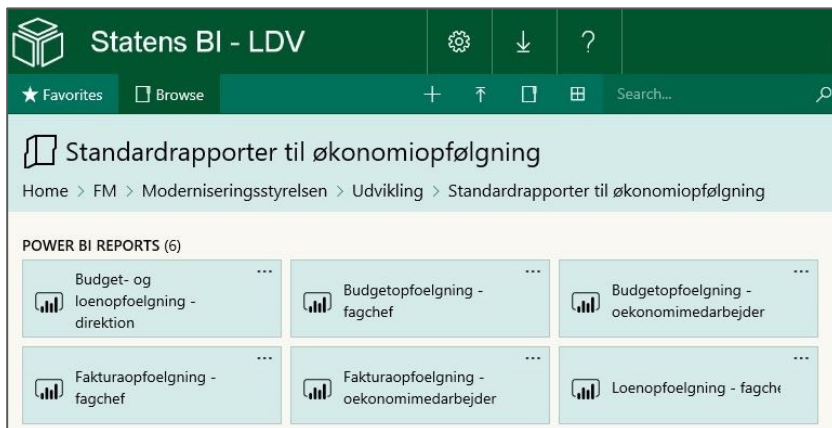 Statens BI - LDV
?
Favorites Browse Search...
Standardrapporter til økonomiopfølgning
Home > FM > Moderniseringsstyrelsen > Udvikling > Standardrapporter til økonomiopfølgning
POWER BI REPORTS (6)
Budget- og
loenopfoelgning -
direktion
Budgetopfoelgning -
fagchef
Budgetopfoelgning -
oekonomimedarbejder
Fakturaopfoelgning -
fagchef
Fakturaopfoelgning -
oekonomimedarbejder
Loenopfoelgning - fagche